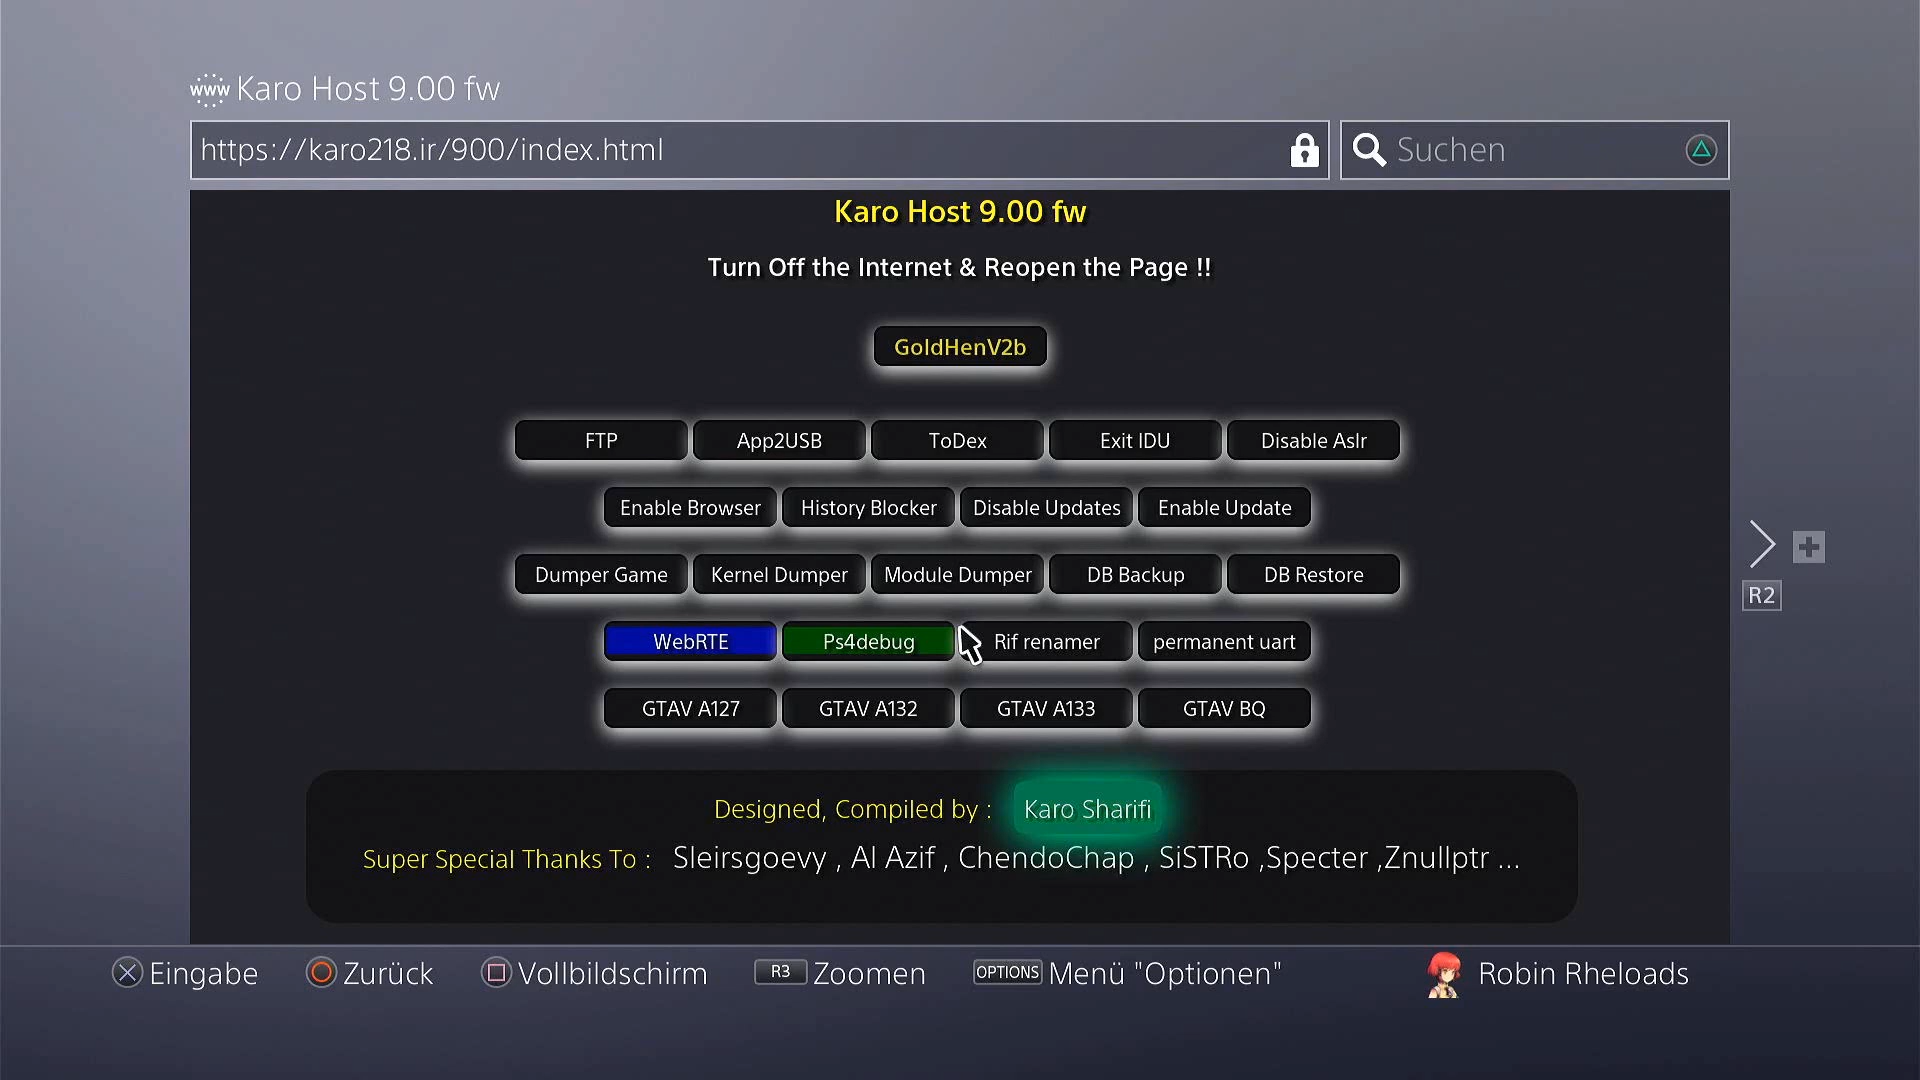 www Karo Host 9.00 fw
https://karo218.ir/900/index.html Suchen
Karo Host 9.00 fw
Turn Off the Internet & Reopen the Page !!
GoldHenV2b
FTP App2USB ToDex Exit IDU Disable Aslr
Enable Browser History Blocker Disable Updates Enable Update
Dumper Game Kernel Dumper Module Dumper DB Backup DB Restore
R2
WebRTE Ps4debug Rif renamer permanent uart
GTAV A127 GTAV A132 GTAV A133 GTAV BQ
Designed, Compiled by : Karo Sharifi
Super Special Thanks To : Sleirsgoevy , Al Azif , ChendoChap , SiSTRo ,Specter ,Znullptr ...
Eingabe Zurück Vollbildschirm R3 Zoomen OPTIONS Menü "Optionen" Robin Rheloads